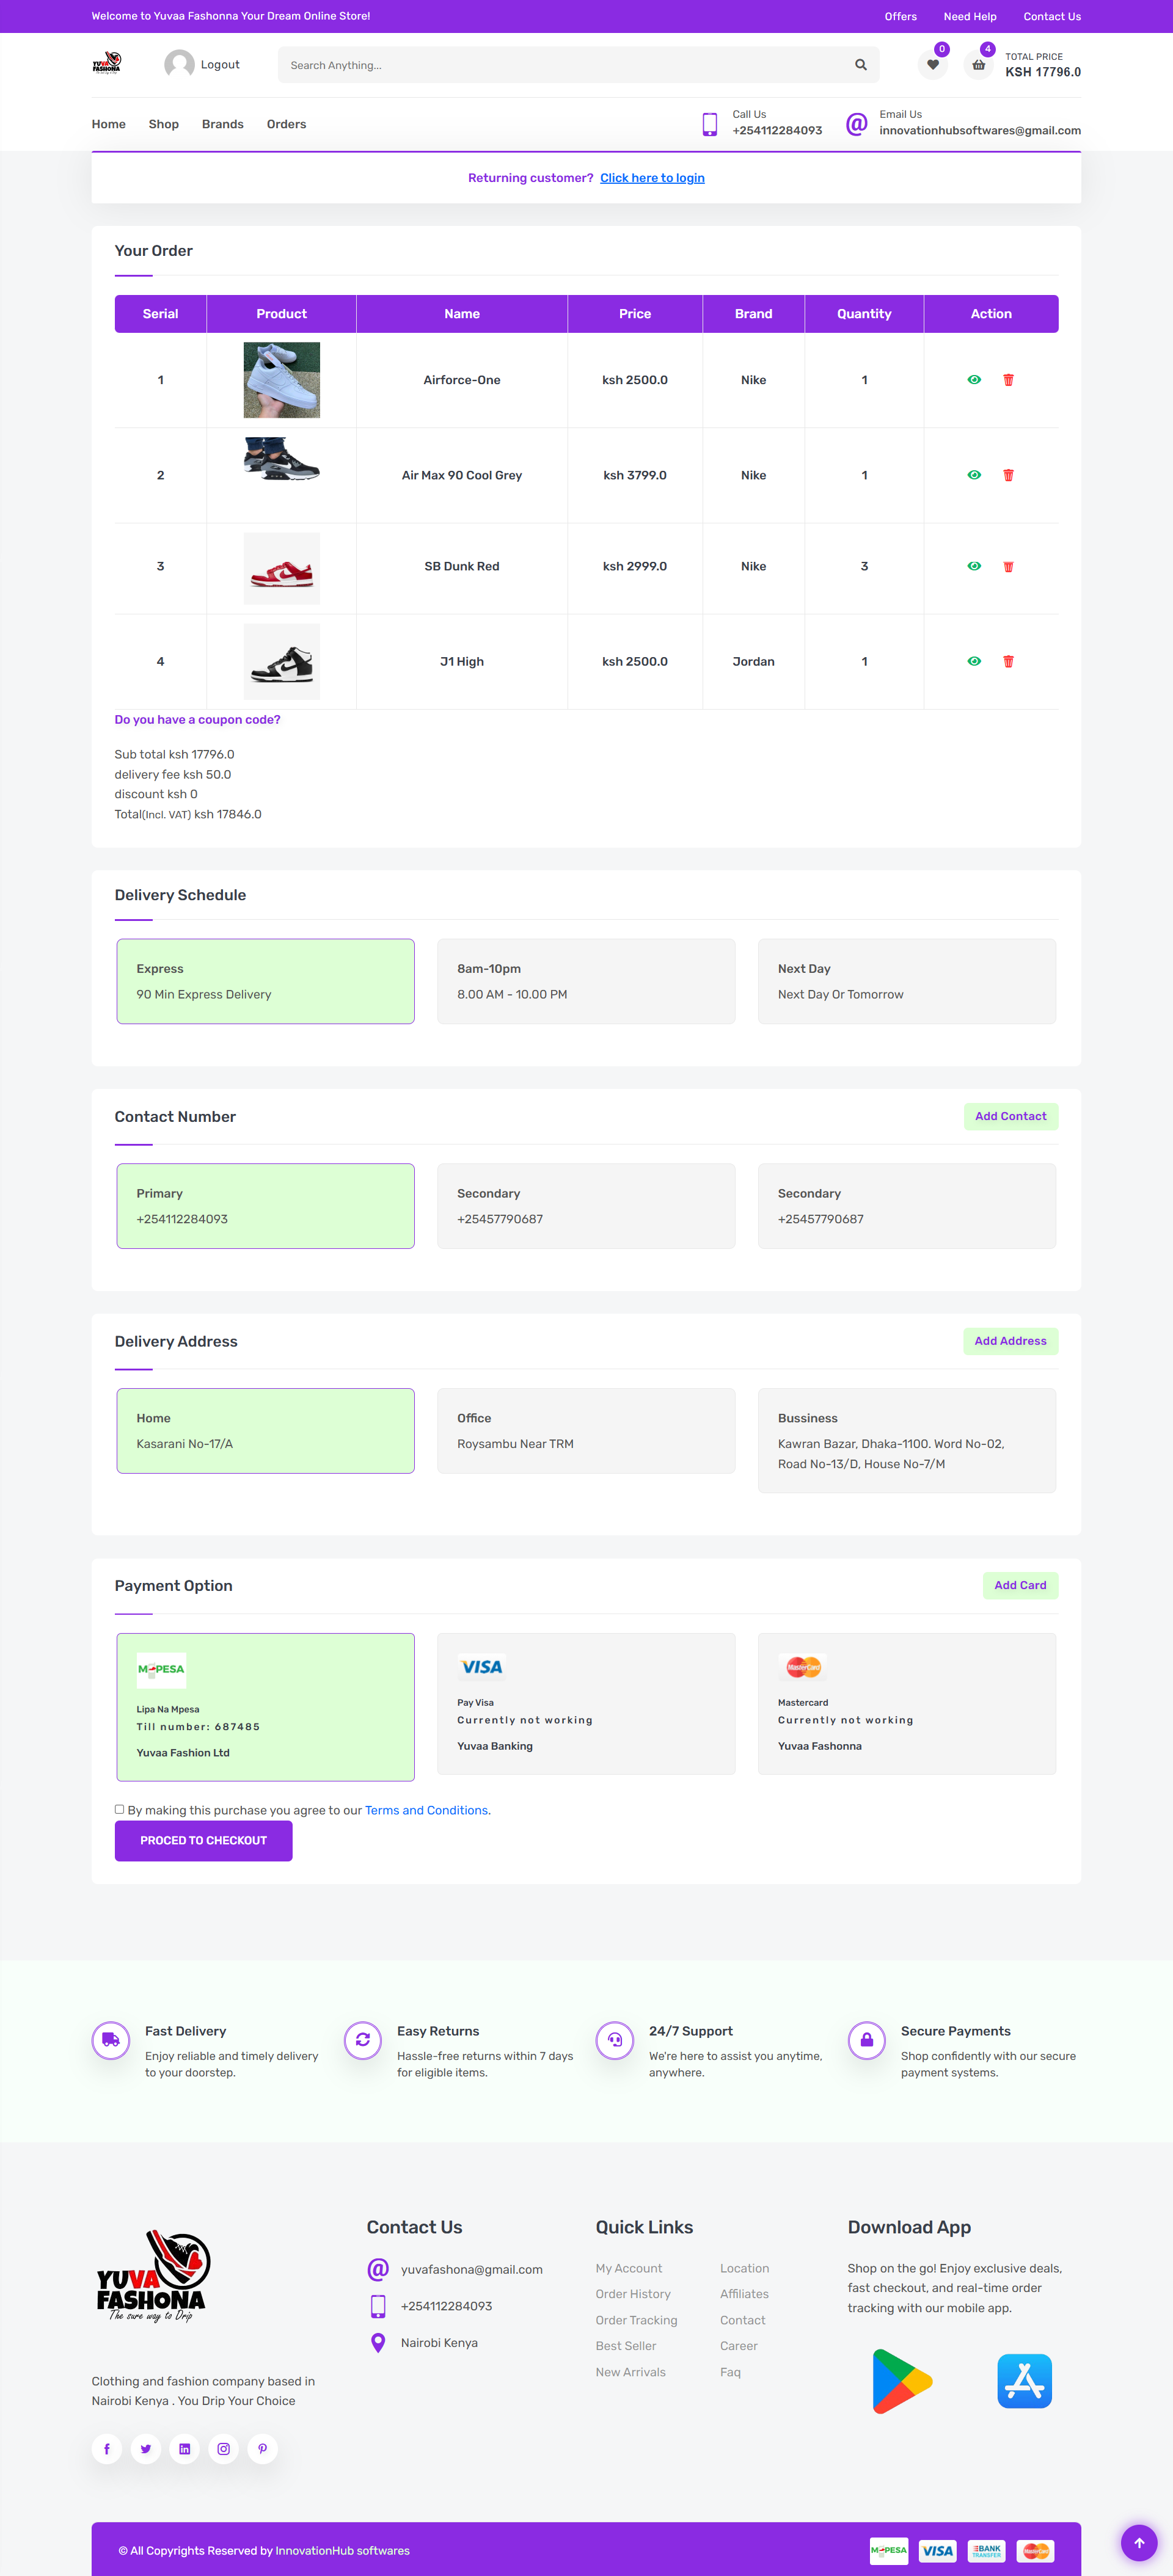 Welcome to Yuvaa Fashonna Your Dream Online Store!
Offers Need Help Contact Us
YUVA
FASHONA
Logout
Search Anything...
0
4
TOTAL PRICE
KSH 17796.0
Home Shop Brands Orders
Call Us
+254112284093
Email Us
innovationhubsoftwares@gmail.com
Returning customer? Click here to login
Your Order
Serial Product Name Price Brand Quantity Action
1 Airforce-One ksh 2500.0 Nike 1
2 Air Max 90 Cool Grey ksh 3799.0 Nike 1
3 SB Dunk Red ksh 2999.0 Nike 3
4 J1 High ksh 2500.0 Jordan 1
Do you have a coupon code?
Sub total ksh 17796.0
delivery fee ksh 50.0
discount ksh 0
Total(Incl. VAT) ksh 17846.0
Delivery Schedule
Express
90 Min Express Delivery
8am-10pm
8.00 AM - 10.00 PM
Next Day
Next Day Or Tomorrow
Contact Number
Add Contact
Primary
+254112284093
Secondary
+25457790687
Secondary
+25457790687
Delivery Address
Add Address
Home
Kasarani No-17/A
Office
Roysambu Near TRM
Bussiness
Kawran Bazar, Dhaka-1100. Word No-02,
Road No-13/D, House No-7/M
Payment Option
Add Card
M-PESA
Lipa Na Mpesa
Till number: 687485
Yuvaa Fashion Ltd
VISA
Pay Visa
Currently not working
Yuvaa Banking
MasterCard
Mastercard
Currently not working
Yuvaa Fashonna
By making this purchase you agree to our Terms and Conditions.
PROCED TO CHECKOUT
Fast Delivery
Enjoy reliable and timely delivery
to your doorstep.
Easy Returns
Hassle-free returns within 7 days
for eligible items.
24/7 Support
We're here to assist you anytime,
anywhere.
Secure Payments
Shop confidently with our secure
payment systems.
YUVA
FASHONA
The sure way to Drip
Clothing and fashion company based in
Nairobi Kenya . You Drip Your Choice
Contact Us
yuvafashona@gmail.com
+254112284093
Nairobi Kenya
Quick Links
My Account
Order History
Order Tracking
Best Seller
New Arrivals
Location
Affiliates
Contact
Career
Faq
Download App
Shop on the go! Enjoy exclusive deals,
fast checkout, and real-time order
tracking with our mobile app.
© All Copyrights Reserved by InnovationHub softwares
M-PESA
VISA
BANK
TRANSFER
MasterCard